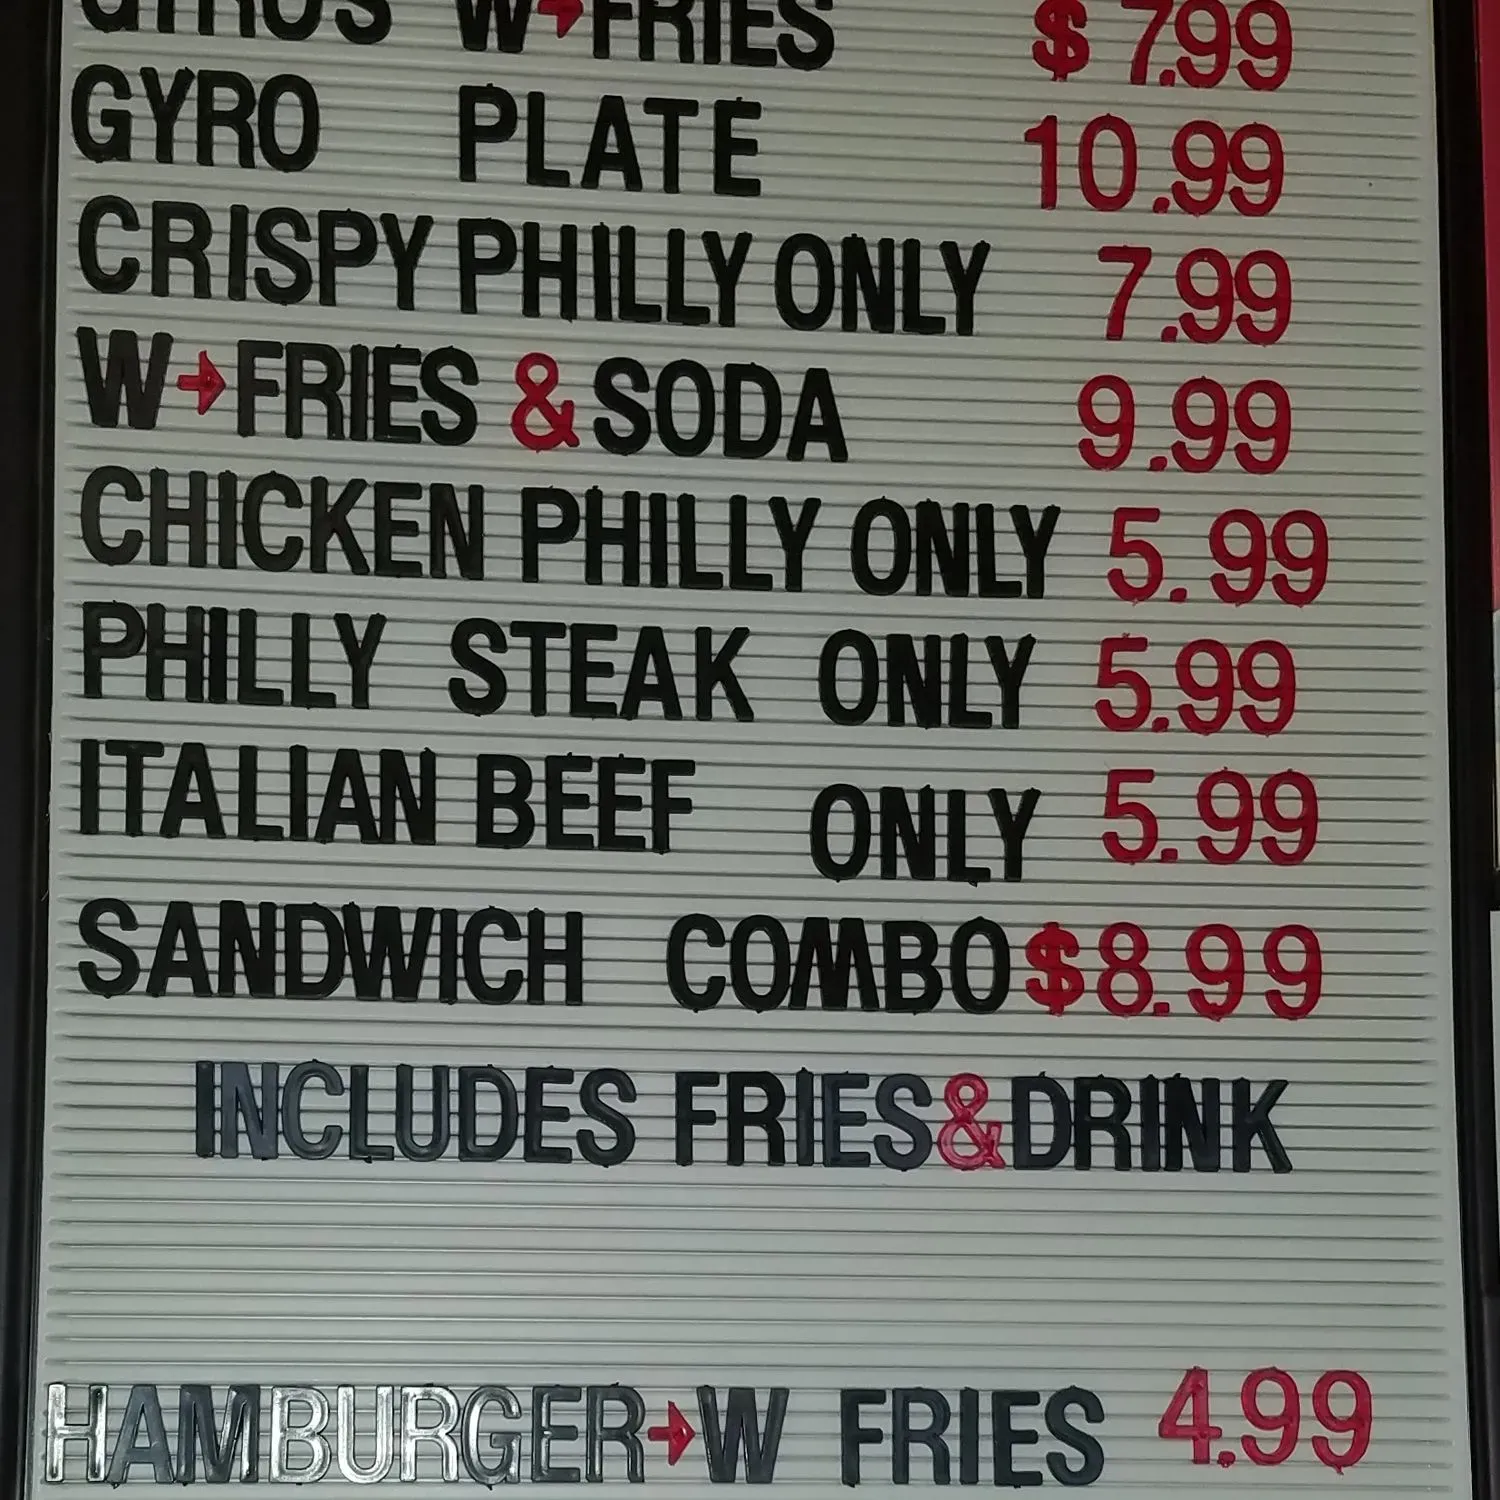 GYROS W→FRIES $7.99
GYRO PLATE 10.99
CRISPY PHILLY ONLY 7.99
W→FRIES & SODA 9.99
CHICKEN PHILLY ONLY 5.99
PHILLY STEAK ONLY 5.99
ITALIAN BEEF ONLY 5.99
SANDWICH COMBO $8.99
INCLUDES FRIES & DRINK
HAMBURGER→W FRIES 4.99